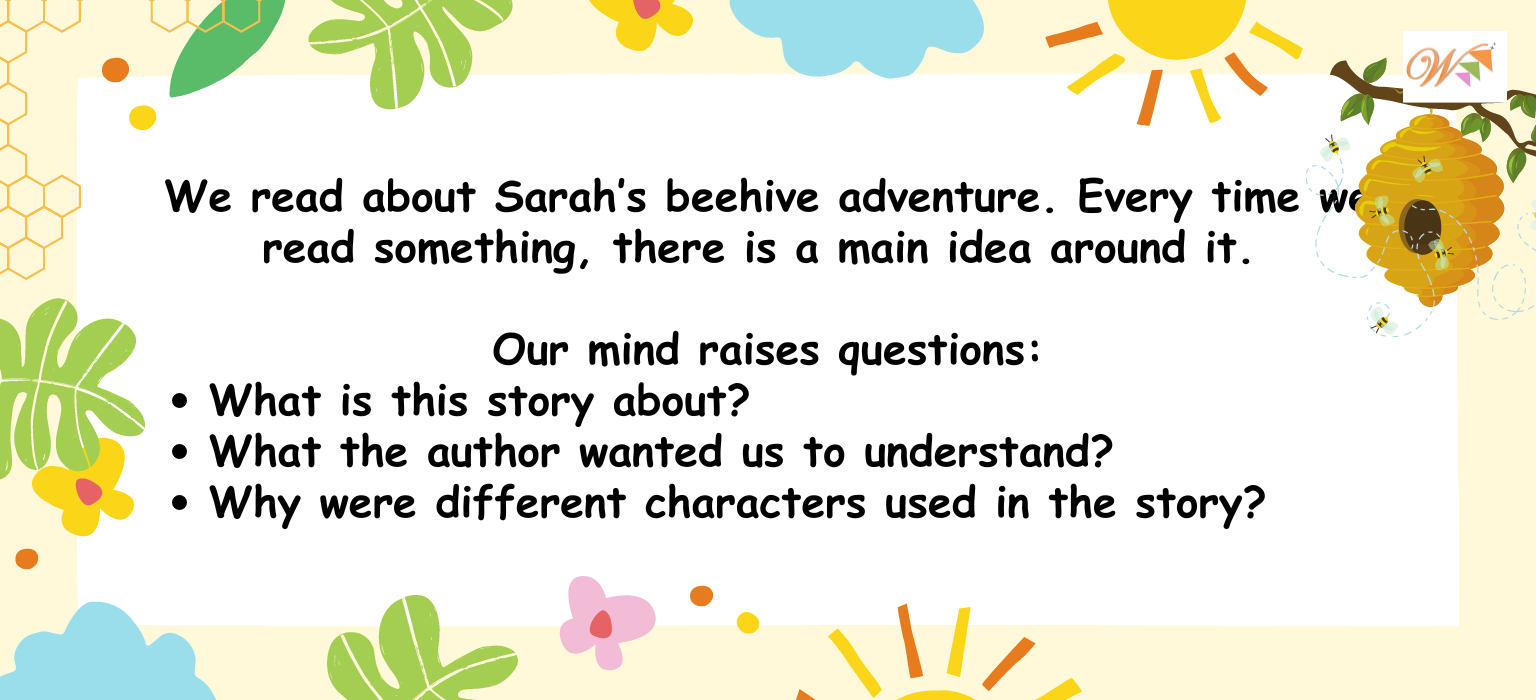 W
We read about Sarah's beehive adventure. Every time we
read something, there is a main idea around it.
Our mind raises questions:
• What is this story about?
• What the author wanted us to understand?
• Why were different characters used in the story?